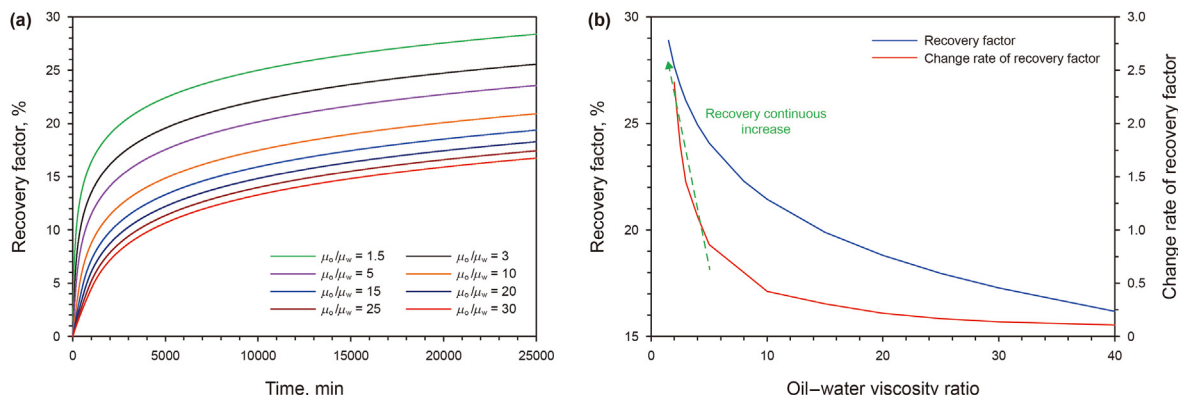 (a)
30
25
20
15
10
5
0
Recovery factor, %
μo/μw = 1.5
μo/μw = 3
μo/μw = 5
μo/μw = 10
μo/μw = 15
μo/μw = 20
μo/μw = 25
μo/μw = 30
0
5000
10000
15000
20000
25000
Time, min
(b)
30
25
20
15
Recovery factor, %
Recovery factor
Change rate of recovery factor
Recovery continuous
increase
3.0
2.5
2.0
1.5
1.0
0.5
0
Change rate of recovery factor
0
10
20
30
40
Oil–water viscosity ratio